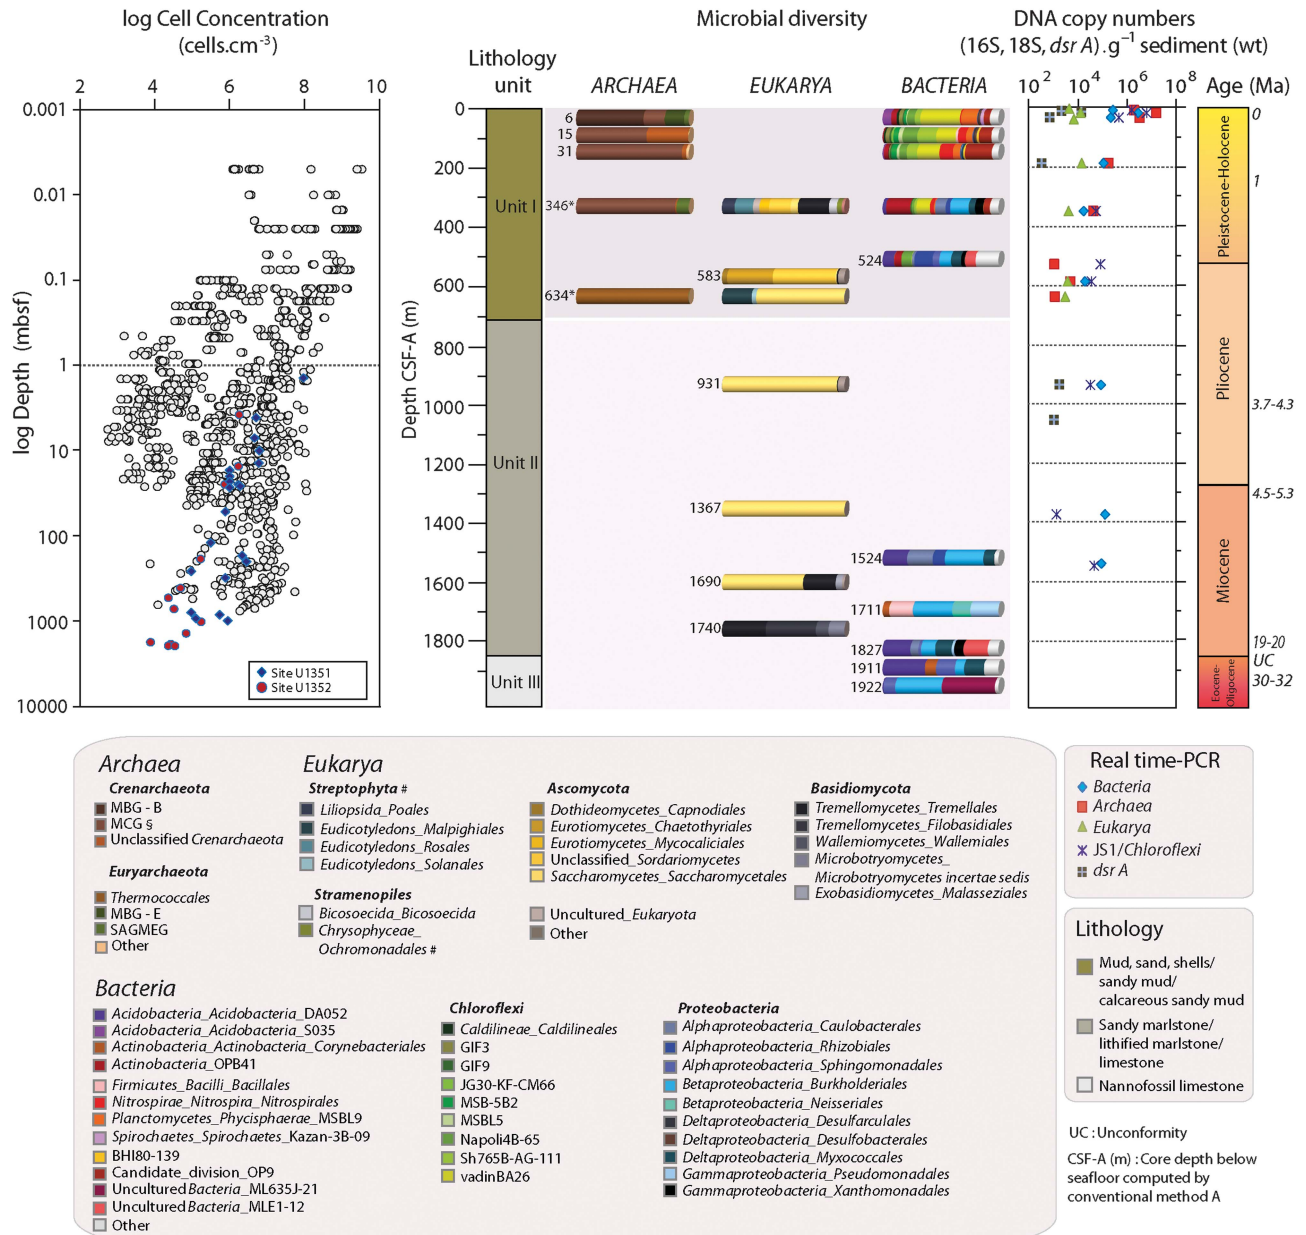 log Cell Concentration
(cells.cm-3)
2 4 6 8 10
0.001
0.01
0.1
1
10
100
1000
10000
log Depth (mbsf)
Site U1351
Site U1352
Microbial diversity
Lithology
unit
ARCHAEA
EUKARYA
BACTERIA
Depth CSF-A (m)
0
200
400
600
800
1000
1200
1400
1600
1800
Unit I
Unit II
Unit III
6
15
31
346*
634*
583
931
1367
1690
1740
524
1524
1711
1827
1911
1922
DNA copy numbers
(16S, 18S, dsr A).g−1 sediment (wt)
10 2 10 4 10 6 10 8
Age (Ma)
Pleistocene-Holocene
Pliocene
Miocene
Eocene-
Oligocene
0
1
3.7-4.3
4.5-5.3
19-20
UC
30-32
Archaea
Crenarchaeota
MBG - B
MCG §
Unclassified Crenarchaeota
Euryarchaeota
Thermococcales
MBG - E
SAGMEG
Other
Eukarya
Streptophyta #
Liliopsida_Poales
Eudicotyledons_Malpighiales
Eudicotyledons_Rosales
Eudicotyledons_Solanales
Stramenopiles
Bicosoecida_Bicosoecida
Chrysophyceae_
Ochromonadales #
Ascomycota
Dothideomycetes_Capnodiales
Eurotiomycetes_Chaetothyriales
Eurotiomycetes_Mycocaliciales
Unclassified_Sordariomycetes
Saccharomycetes_Saccharomycetales
Uncultured_Eukaryota
Other
Basidiomycota
Tremellomycetes_Tremellales
Tremellomycetes_Filobasidiales
Wallemiomycetes_Wallemiales
Microbotryomycetes_
Microbotryomycetes incertae sedis
Exobasidiomycetes_Malasseziales
Bacteria
Acidobacteria_Acidobacteria_DA052
Acidobacteria_Acidobacteria_S035
Actinobacteria_Actinobacteria_Corynebacteriales
Actinobacteria_OPB41
Firmicutes_Bacilli_Bacillales
Nitrospirae_Nitrospira_Nitrospirales
Planctomycetes_Phycisphaerae_MSBL9
Spirochaetes_Spirochaetes_Kazan-3B-09
BHI80-139
Candidate_division_OP9
Uncultured Bacteria_ML635J-21
Uncultured Bacteria_MLE1-12
Other
Chloroflexi
Caldilineae_Caldilineales
GIF3
GIF9
JG30-KF-CM66
MSB-5B2
MSBL5
Napoli4B-65
Sh765B-AG-111
vadinBA26
Proteobacteria
Alphaproteobacteria_Caulobacterales
Alphaproteobacteria_Rhizobiales
Alphaproteobacteria_Sphingomonadales
Betaproteobacteria_Burkholderiales
Betaproteobacteria_Neisseriales
Deltaproteobacteria_Desulfarculales
Deltaproteobacteria_Desulfobacterales
Deltaproteobacteria_Myxococcales
Gammaproteobacteria_Pseudomonadales
Gammaproteobacteria_Xanthomonadales
Real time-PCR
Bacteria
Archaea
Eukarya
JS1/Chloroflexi
dsr A
Lithology
Mud, sand, shells/
sandy mud/
calcareous sandy mud
Sandy marlstone/
lithified marlstone/
limestone
Nannofossil limestone
UC : Unconformity
CSF-A (m) : Core depth below
seafloor computed by
conventional method A